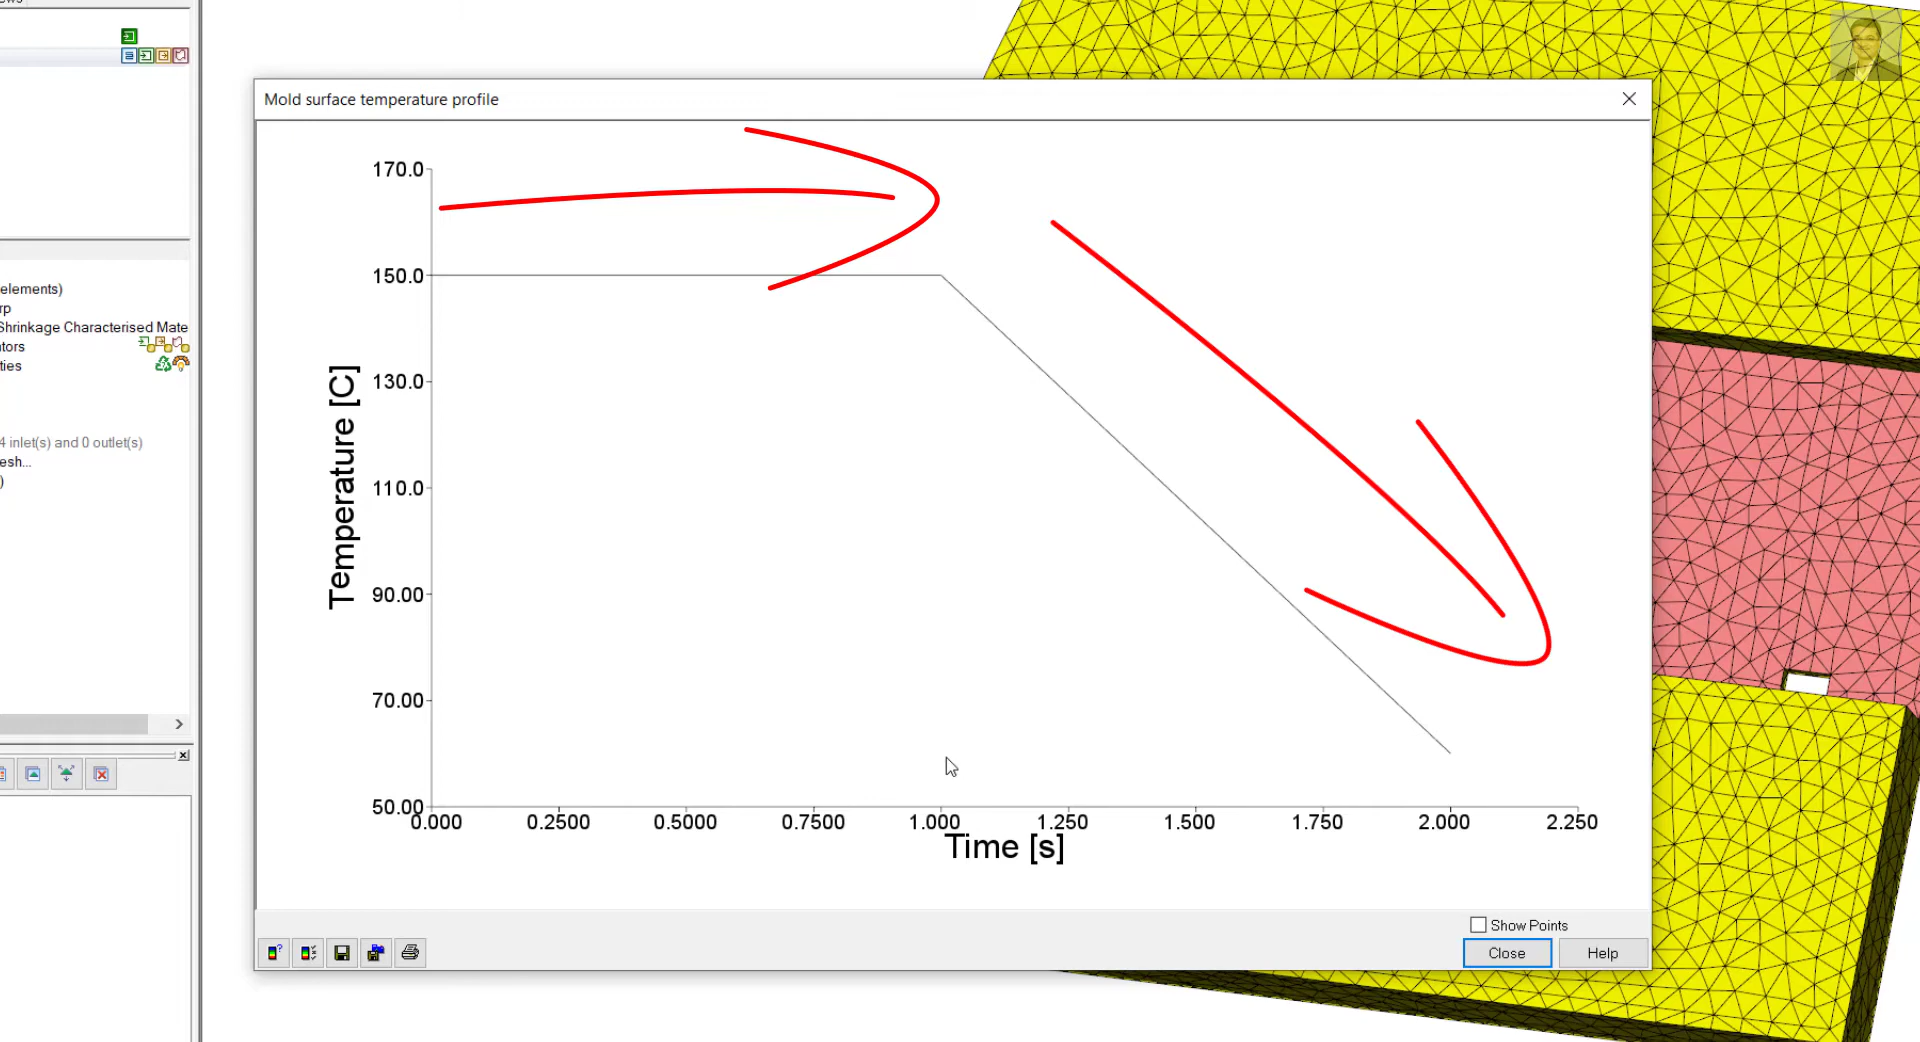 elements)
rp
Shrinkage Characterised Mate
ators
ties
4 inlet(s) and 0 outlet(s)
esh...
)
Mold surface temperature profile
170.0
150.0
130.0
110.0
90.00
70.00
50.00
Temperature [C]
0.000 0.2500 0.5000 0.7500 1.000 1.250 1.500 1.750 2.000 2.250
Time [s]
Show Points
Close Help